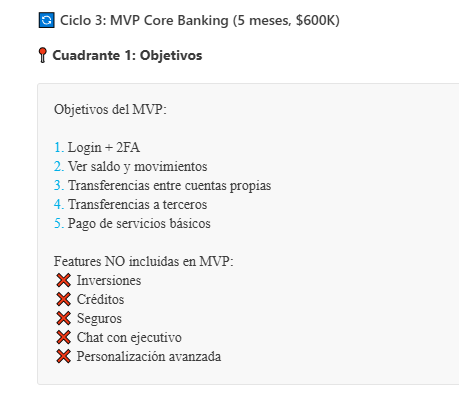 🔄 Ciclo 3: MVP Core Banking (5 meses, $600K)
📍 Cuadrante 1: Objetivos
Objetivos del MVP:
1. Login + 2FA
2. Ver saldo y movimientos
3. Transferencias entre cuentas propias
4. Transferencias a terceros
5. Pago de servicios básicos
Features NO incluidas en MVP:
❌ Inversiones
❌ Créditos
❌ Seguros
❌ Chat con ejecutivo
❌ Personalización avanzada